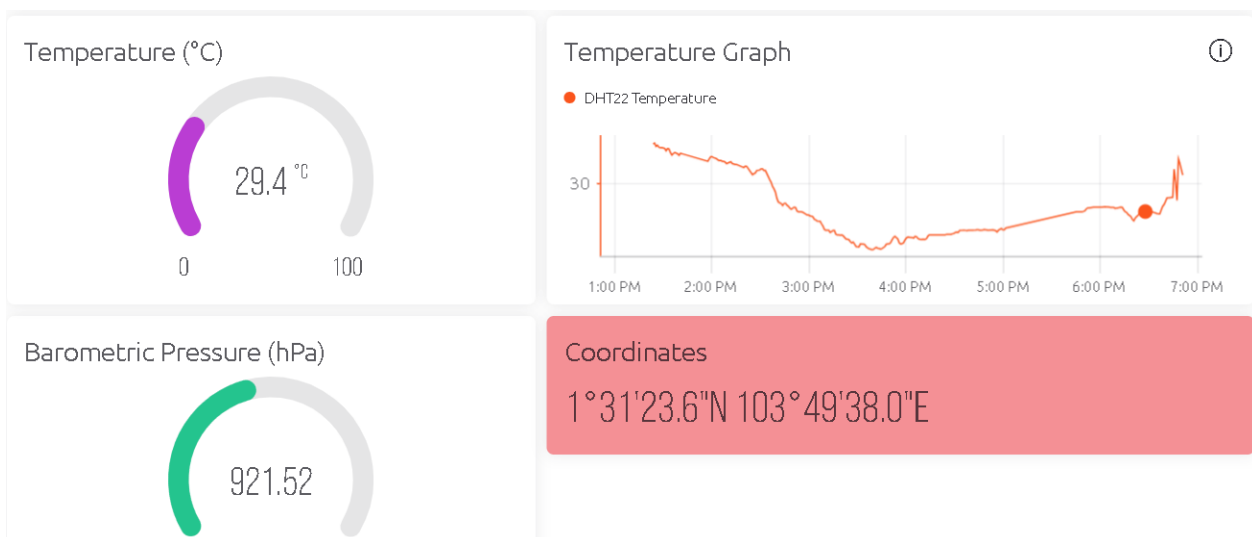 Temperature (°C)
29.4 °C
0 100
Temperature Graph
DHT22 Temperature
30
1:00 PM 2:00 PM 3:00 PM 4:00 PM 5:00 PM 6:00 PM 7:00 PM
Barometric Pressure (hPa)
921.52
Coordinates
1°31'23.6"N 103°49'38.0"E